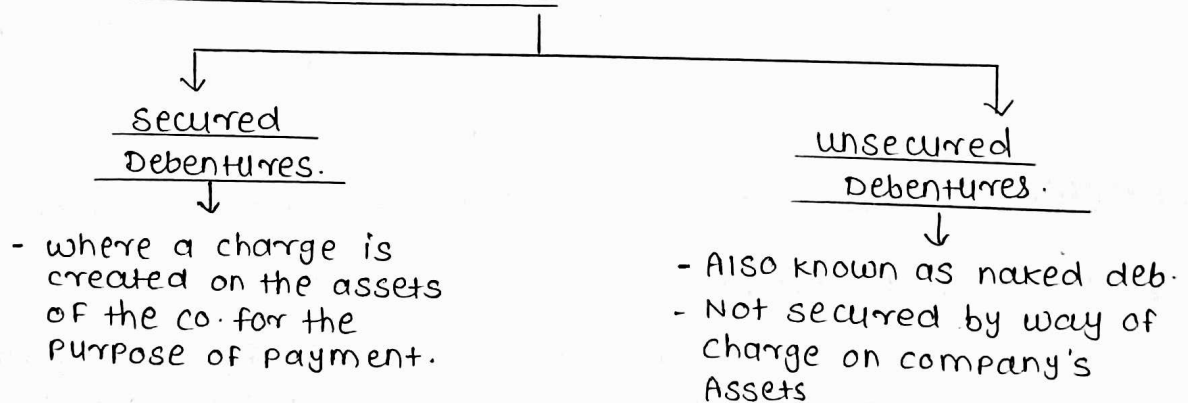 Secured
Debentures.
- where a charge is
created on the assets
of the co. for the
purpose of payment.
unsecured
Debentures.
- Also known as naked deb.
- Not secured by way of
charge on company's
Assets